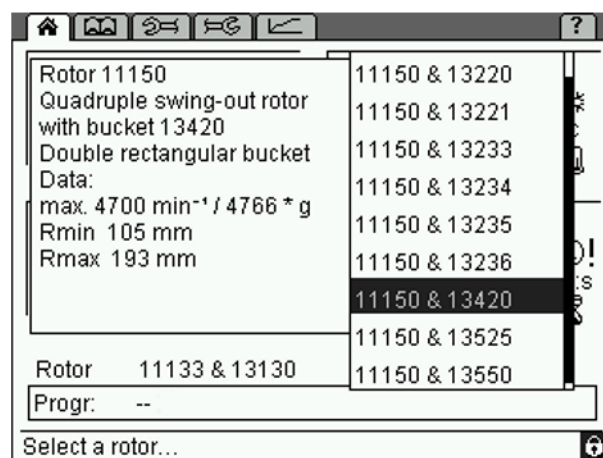 ?
Rotor 11150
Quadruple swing-out rotor
with bucket 13420
Double rectangular bucket
Data:
max. 4700 min⁻¹ / 4766 * g
Rmin 105 mm
Rmax 193 mm
11150 & 13220
11150 & 13221
11150 & 13233
11150 & 13234
11150 & 13235
11150 & 13236
11150 & 13420
11150 & 13525
11150 & 13550
Rotor 11133 & 13130
Progr: --
Select a rotor...